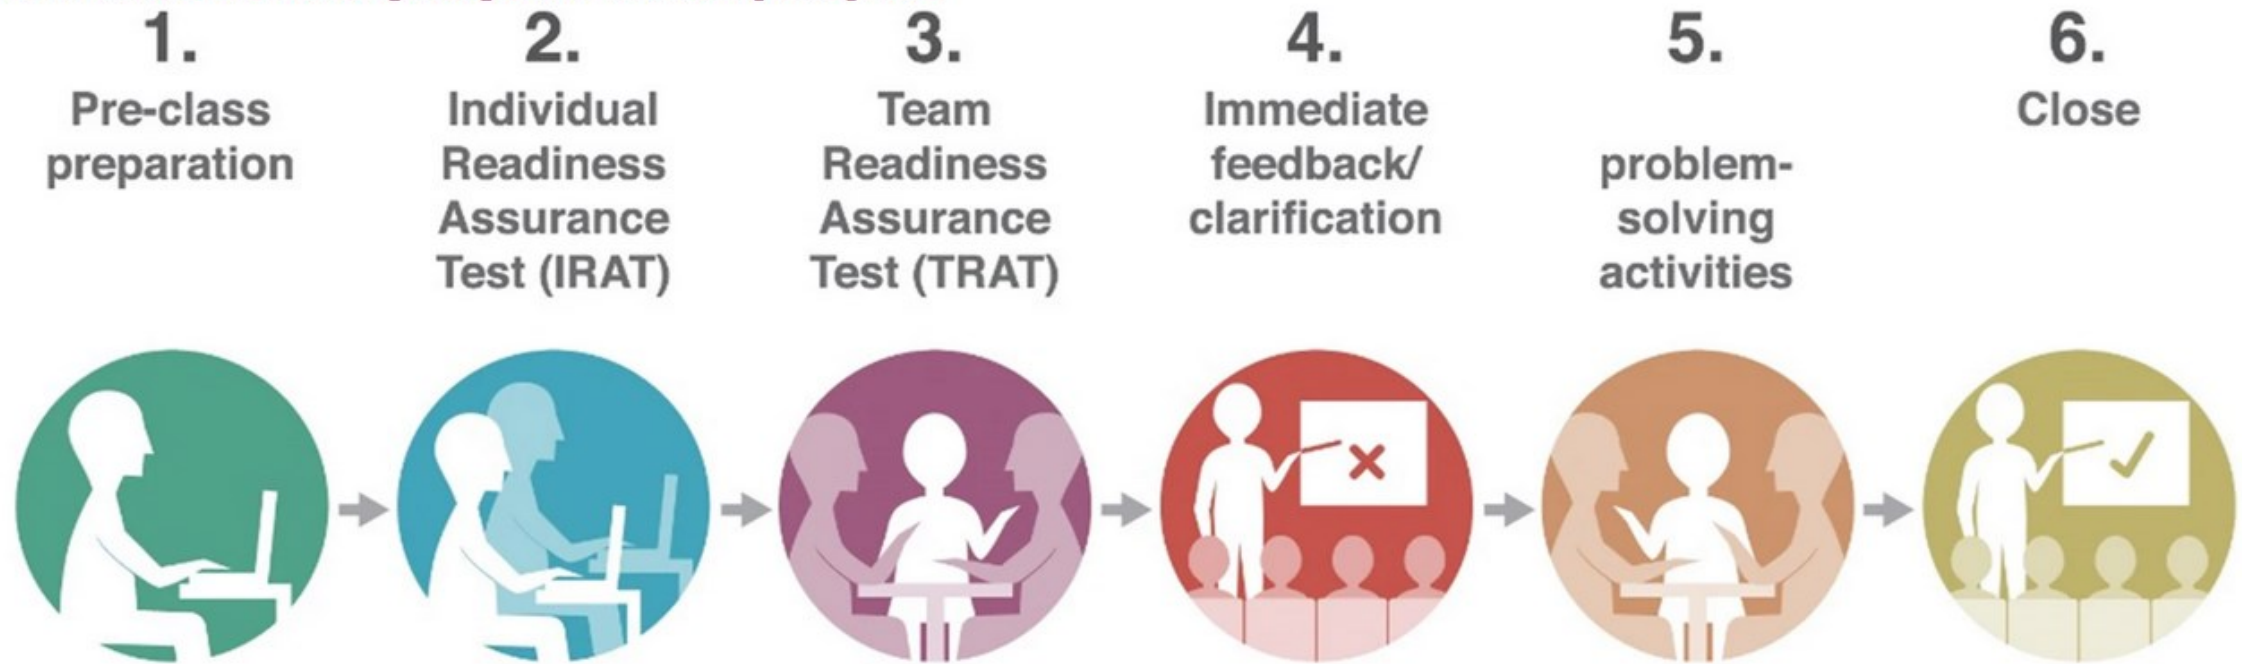 1.
Pre-class
preparation
2.
Individual
Readiness
Assurance
Test (IRAT)
3.
Team
Readiness
Assurance
Test (TRAT)
4.
Immediate
feedback/
clarification
5.
problem-
solving
activities
6.
Close